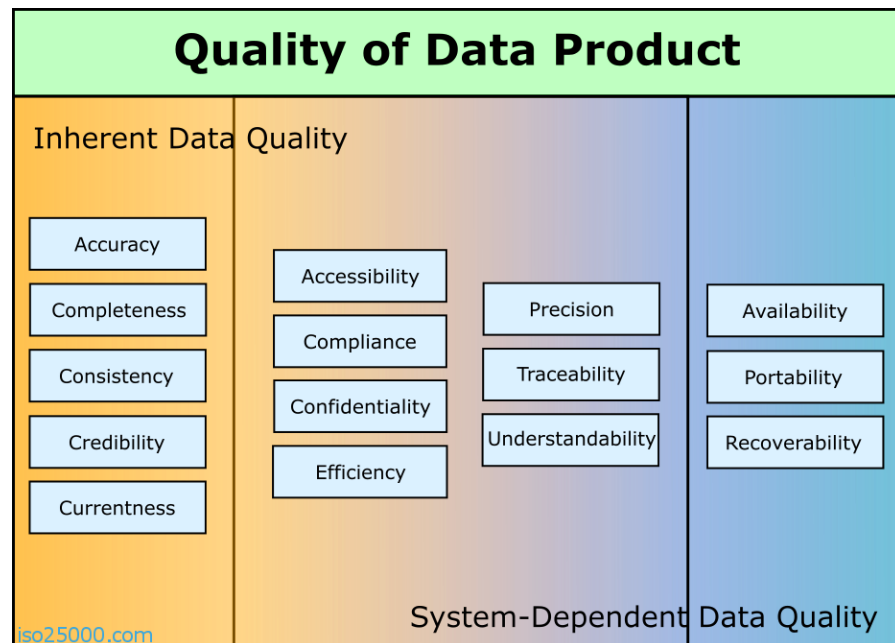 Quality of Data Product
Inherent Data Quality
Accuracy
Completeness
Consistency
Credibility
Currentness
Accessibility
Compliance
Confidentiality
Efficiency
Precision
Traceability
Understandability
Availability
Portability
Recoverability
System-Dependent Data Quality
iso25000.com